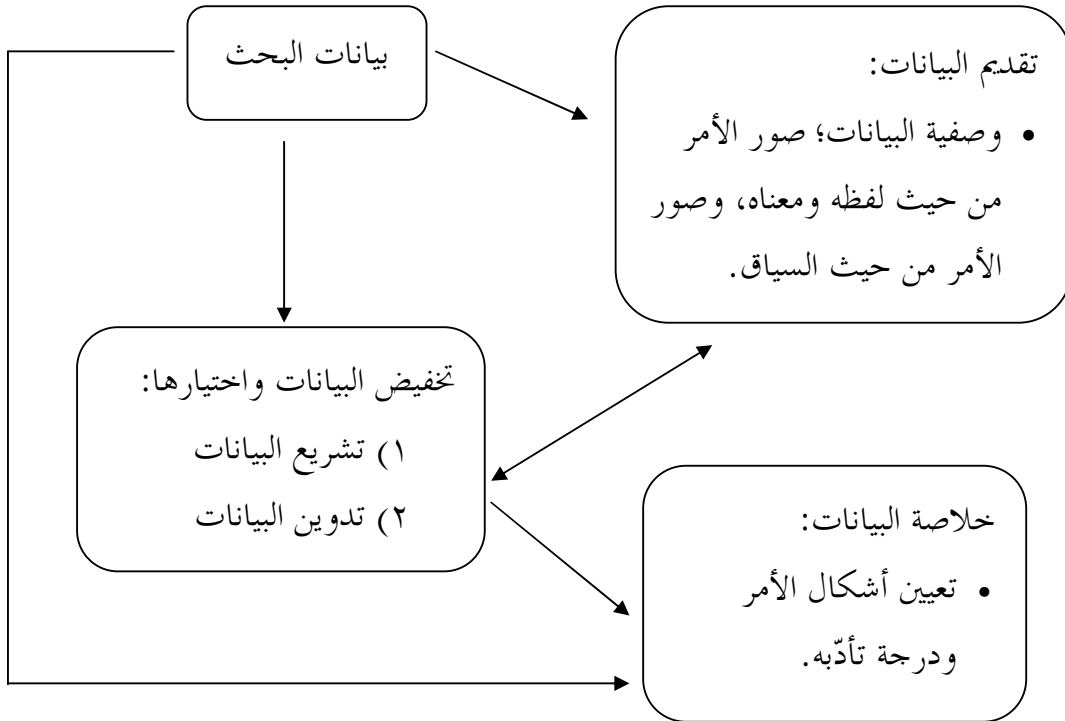 بيانات البحث
تقديم البيانات:
• وصفية البيانات؛ صور الأمر
من حيث لفظه ومعناه، وصور
الأمر من حيث السياق.
تخفيض البيانات واختيارها:
١) تشريع البيانات
٢) تدوين البيانات
خلاصة البيانات:
• تعيين أشكال الأمر
ودرجة تأدّبه.